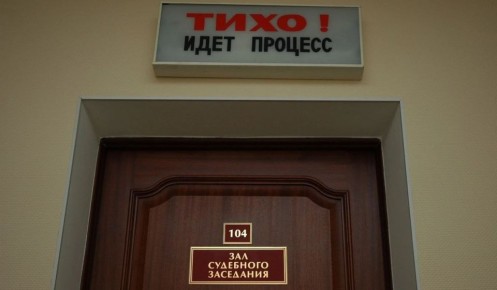 ТИХО !
ИДЕТ ПРОЦЕСС
104
ЗАЛ
СУДЕБНОГО
ЗАСЕДАНИЯ